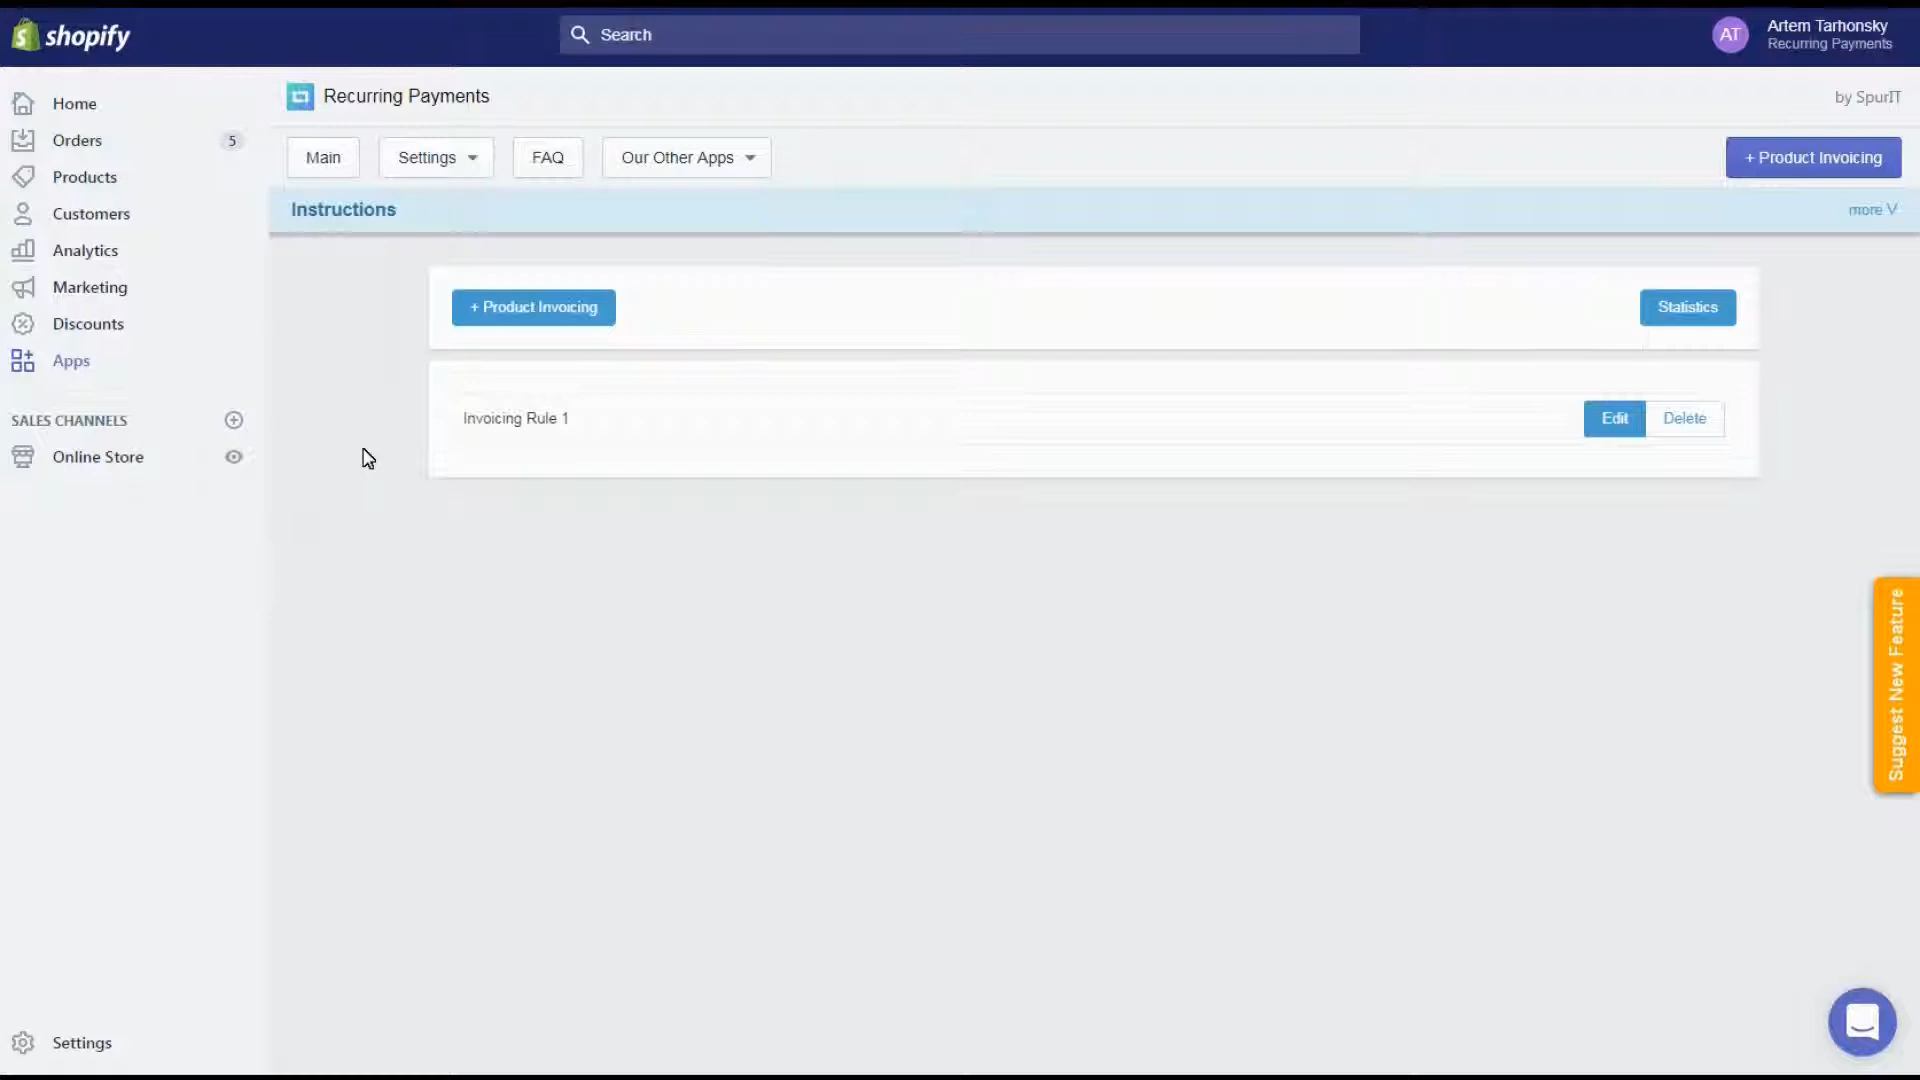 shopify
Search
AT
Artem Tarhonsky
Recurring Payments
Home
Orders 5
Products
Customers
Analytics
Marketing
Discounts
Apps
SALES CHANNELS
Online Store
Settings
Recurring Payments
by SpurIT
Main
Settings
FAQ
Our Other Apps
+ Product Invoicing
Instructions
more V
+ Product Invoicing
Statistics
Invoicing Rule 1
Edit
Delete
Suggest New Feature